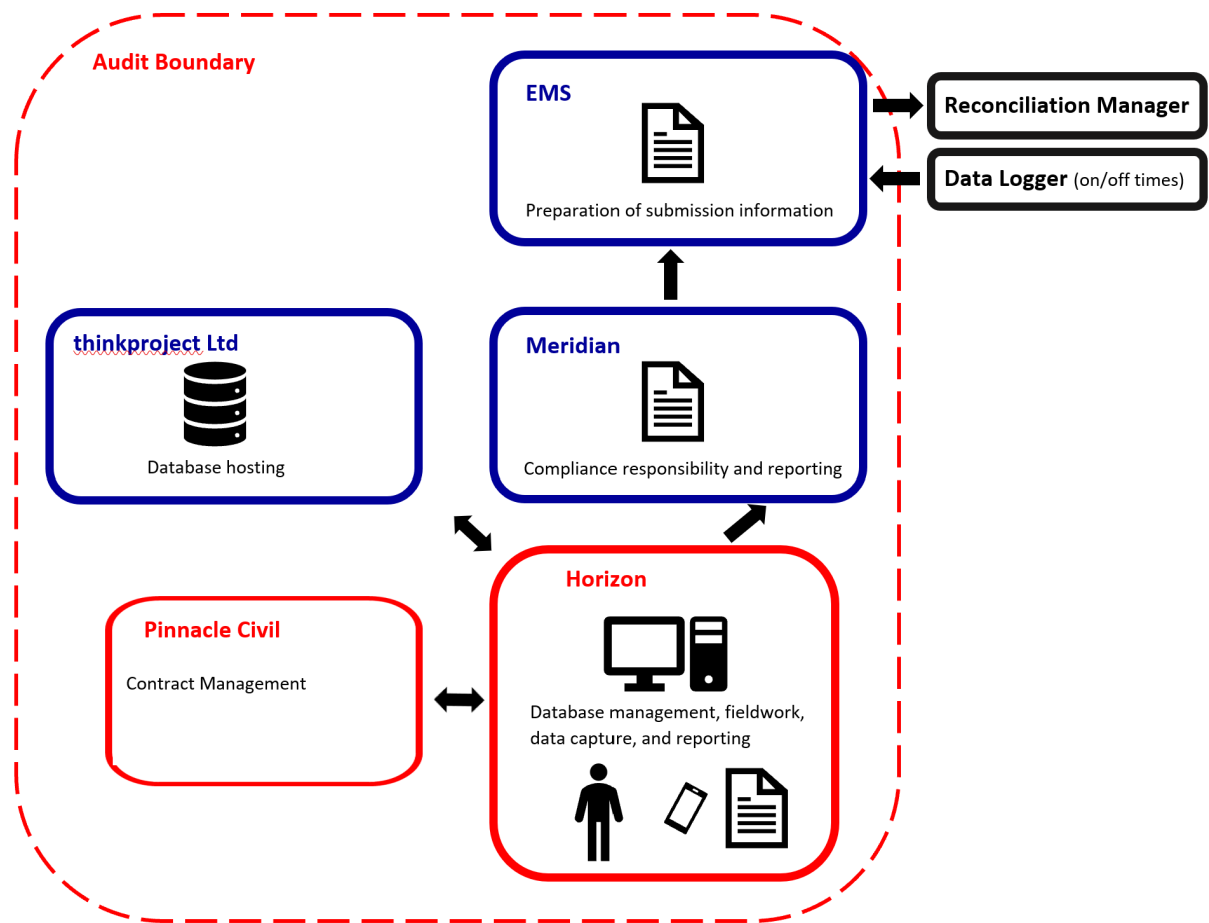 Audit Boundary
EMS
Preparation of submission information
Reconciliation Manager
Data Logger (on/off times)
thinkproject Ltd
Database hosting
Meridian
Compliance responsibility and reporting
Pinnacle Civil
Contract Management
Horizon
Database management, fieldwork,
data capture, and reporting